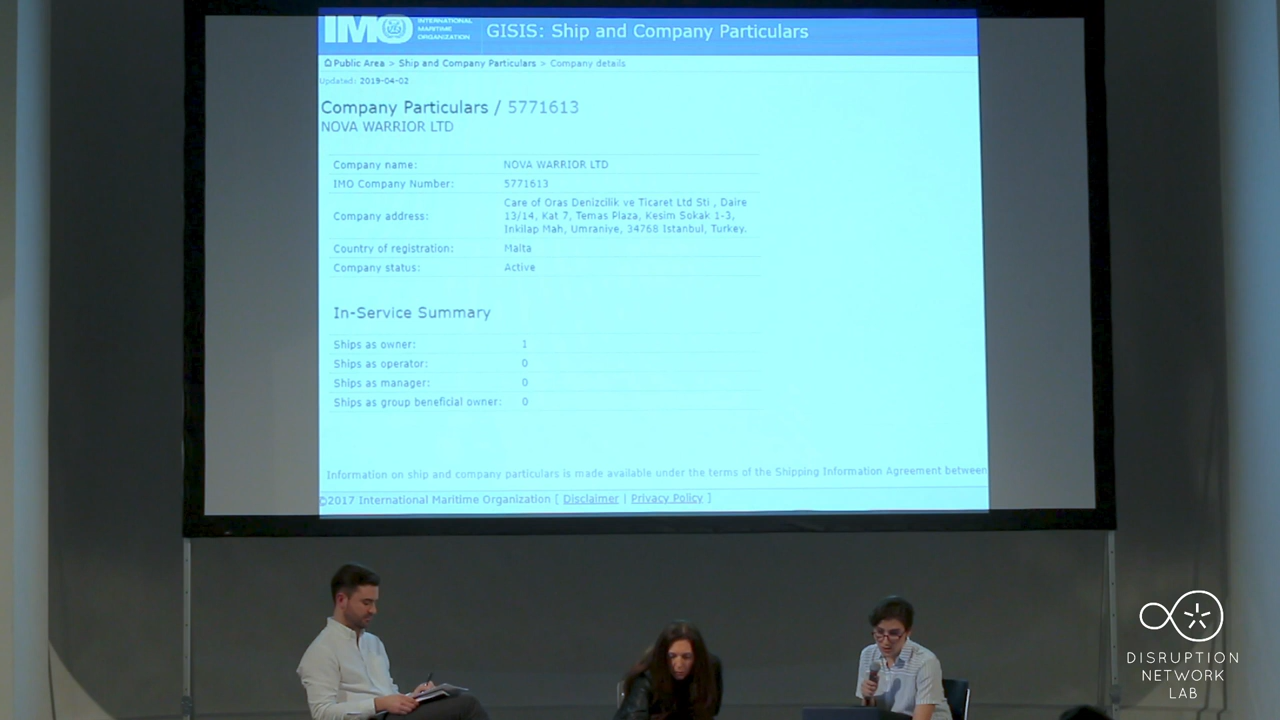 IMO INTERNATIONAL
MARITIME
ORGANIZATION
GISIS: Ship and Company Particulars
Public Area > Ship and Company Particulars > Company details
Updated: 2019-04-02
Company Particulars / 5771613
NOVA WARRIOR LTD
Company name: NOVA WARRIOR LTD
IMO Company Number: 5771613
Company address: Care of Oras Denizcilik ve Ticaret Ltd Sti , Daire
13/14, Kat 7, Temas Plaza, Kesim Sokak 1-3,
Inkilap Mah, Umraniye, 34768 Istanbul, Turkey.
Country of registration: Malta
Company status: Active
In-Service Summary
Ships as owner: 1
Ships as operator: 0
Ships as manager: 0
Ships as group beneficial owner: 0
Information on ship and company particulars is made available under the terms of the Shipping Information Agreement between
©2017 International Maritime Organization [ Disclaimer | Privacy Policy ]
DISRUPTION
NETWORK
LAB